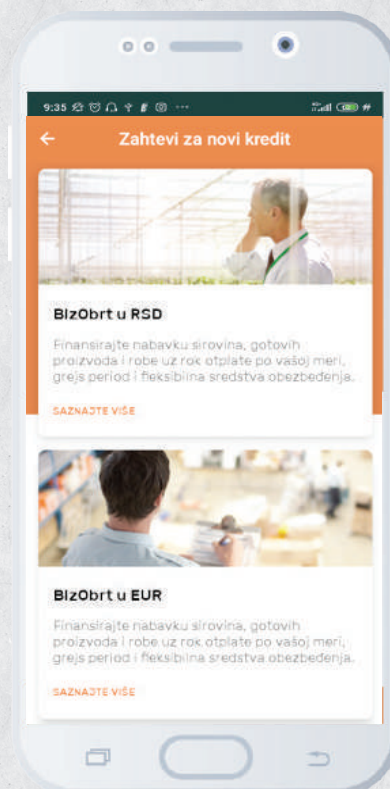 9:35
Zahtevi za novi kredit
BizObrt u RSD
Finansirajte nabavku sirovina, gotovih
proizvoda i robe uz rok otplate po vašoj meri,
grejs period i fleksibilna sredstva obezbeđenja.
SAZNAJTE VIŠE
BizObrt u EUR
Finansirajte nabavku sirovina, gotovih
proizvoda i robe uz rok otplate po vašoj meri,
grejs period i fleksibilna sredstva obezbeđenja.
SAZNAJTE VIŠE